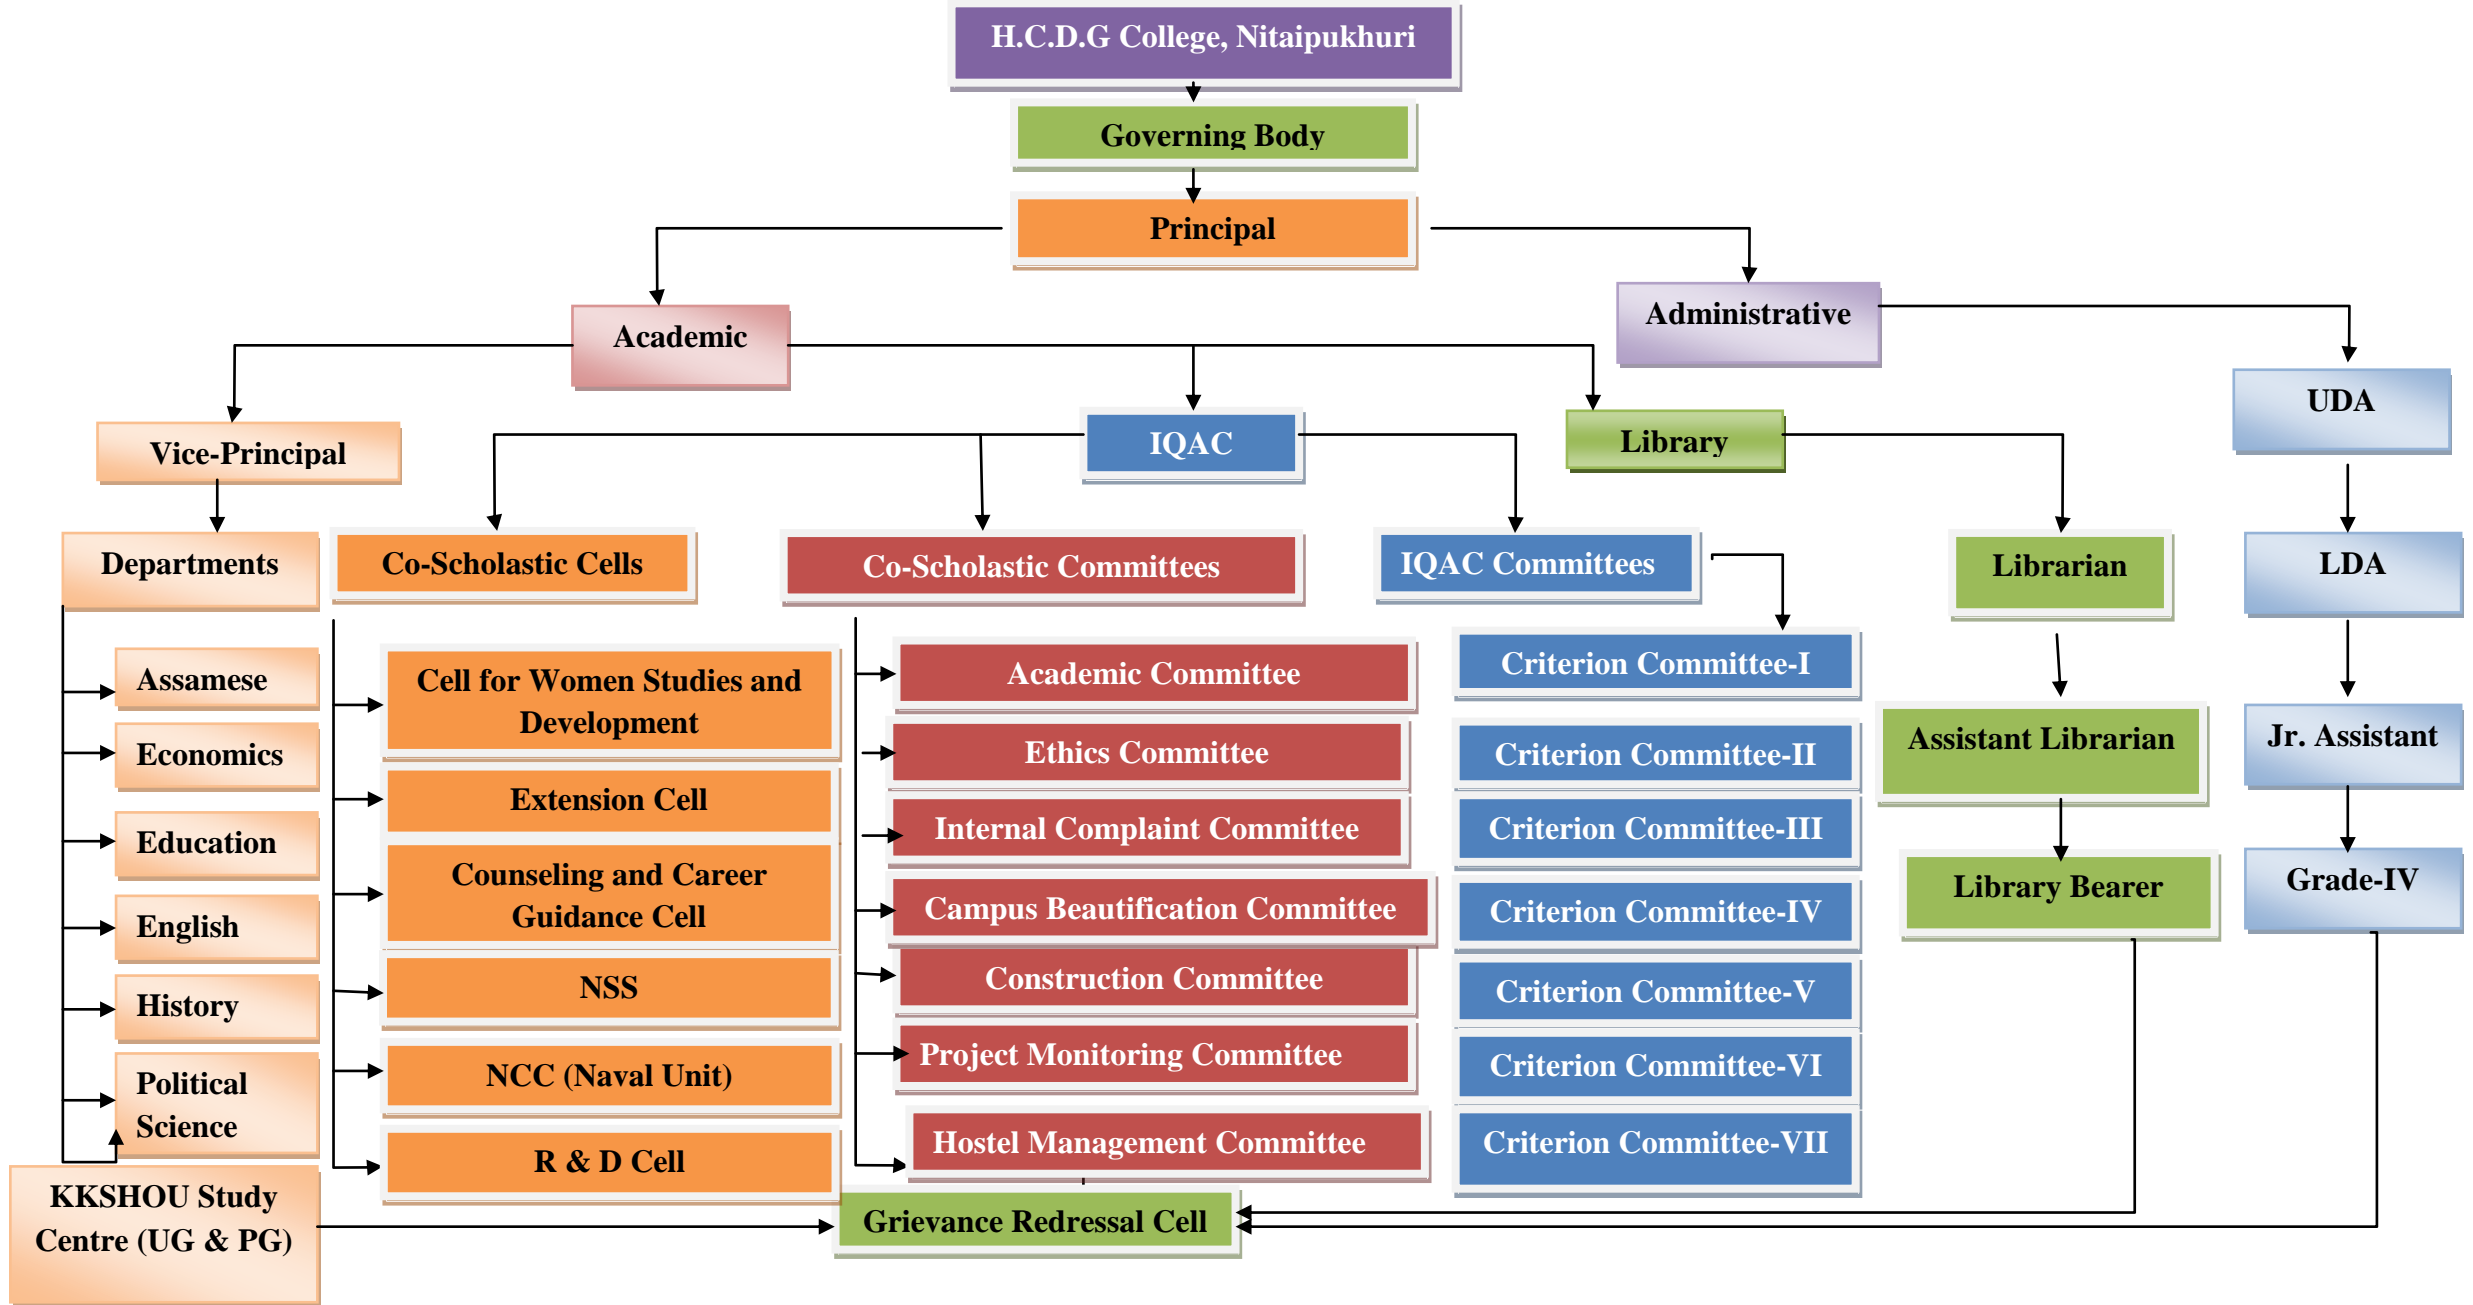 H.C.D.G College, Nitaipukhuri
Governing Body
Principal
Academic
Administrative
Vice-Principal
IQAC
Library
UDA
Departments
Co-Scholastic Cells
Co-Scholastic Committees
IQAC Committees
Librarian
LDA
Assamese
Economics
Education
English
History
Political
Science
KKSHOU Study
Centre (UG & PG)
Cell for Women Studies and
Development
Extension Cell
Counseling and Career
Guidance Cell
NSS
NCC (Naval Unit)
R & D Cell
Academic Committee
Ethics Committee
Internal Complaint Committee
Campus Beautification Committee
Construction Committee
Project Monitoring Committee
Hostel Management Committee
Grievance Redressal Cell
Criterion Committee-I
Criterion Committee-II
Criterion Committee-III
Criterion Committee-IV
Criterion Committee-V
Criterion Committee-VI
Criterion Committee-VII
Assistant Librarian
Library Bearer
Jr. Assistant
Grade-IV